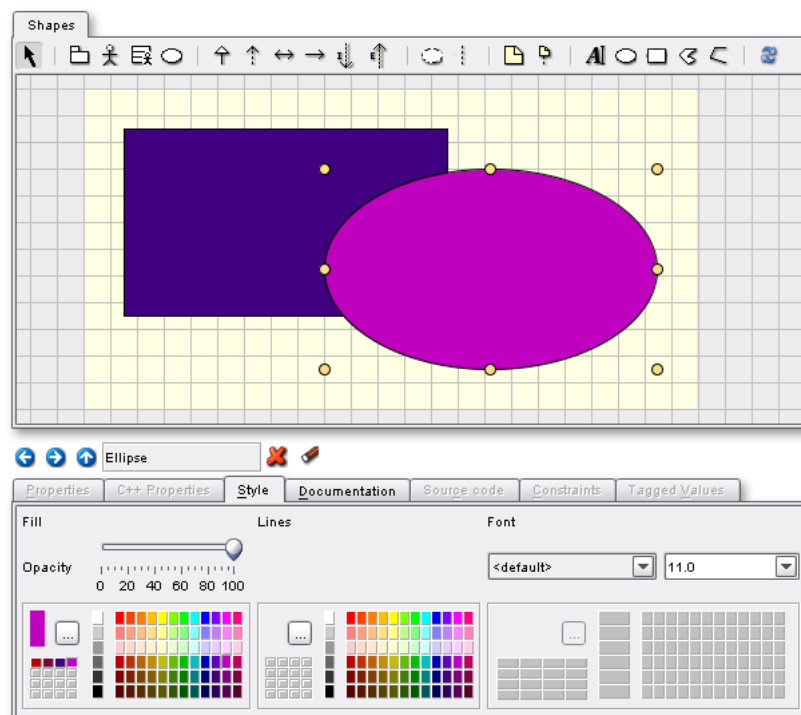 Shapes
A
Ellipse
Properties C++ Properties Style Documentation Source code Constraints Tagged Values
Fill Lines Font
Opacity <default> 11.0
0 20 40 60 80 100
... ... ...